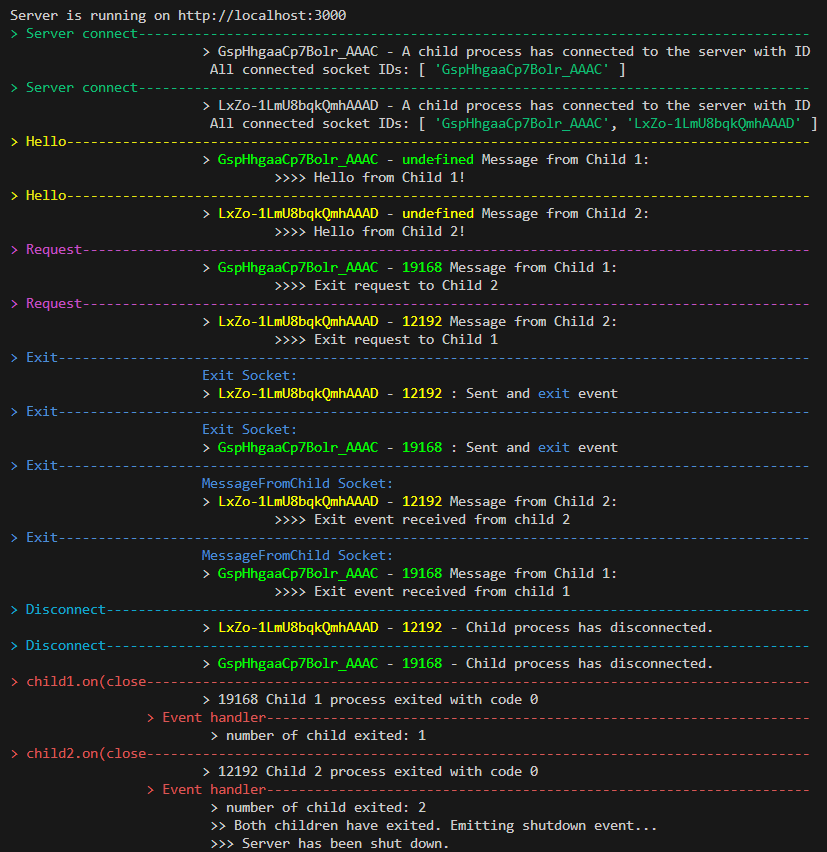 Server is running on http://localhost:3000
> Server connect------------------------------------------------------------------------------------
> GspHhgaaCp7Bolr_AAAC - A child process has connected to the server with ID
All connected socket IDs: [ 'GspHhgaaCp7Bolr_AAAC' ]
> Server connect------------------------------------------------------------------------------------
> LxZo-1LmU8bqkQmhAAAD - A child process has connected to the server with ID
All connected socket IDs: [ 'GspHhgaaCp7Bolr_AAAC', 'LxZo-1LmU8bqkQmhAAAD' ]
> Hello---------------------------------------------------------------------------------------------
> GspHhgaaCp7Bolr_AAAC - undefined Message from Child 1:
>>>> Hello from Child 1!
> Hello---------------------------------------------------------------------------------------------
> LxZo-1LmU8bqkQmhAAAD - undefined Message from Child 2:
>>>> Hello from Child 2!
> Request-------------------------------------------------------------------------------------------
> GspHhgaaCp7Bolr_AAAC - 19168 Message from Child 1:
>>>> Exit request to Child 2
> Request-------------------------------------------------------------------------------------------
> LxZo-1LmU8bqkQmhAAAD - 12192 Message from Child 2:
>>>> Exit request to Child 1
> Exit----------------------------------------------------------------------------------------------
Exit Socket:
> LxZo-1LmU8bqkQmhAAAD - 12192 : Sent and exit event
> Exit----------------------------------------------------------------------------------------------
Exit Socket:
> GspHhgaaCp7Bolr_AAAC - 19168 : Sent and exit event
> Exit----------------------------------------------------------------------------------------------
MessageFromChild Socket:
> LxZo-1LmU8bqkQmhAAAD - 12192 Message from Child 2:
>>>> Exit event received from child 2
> Exit----------------------------------------------------------------------------------------------
MessageFromChild Socket:
> GspHhgaaCp7Bolr_AAAC - 19168 Message from Child 1:
>>>> Exit event received from child 1
> Disconnect----------------------------------------------------------------------------------------
> LxZo-1LmU8bqkQmhAAAD - 12192 - Child process has disconnected.
> Disconnect----------------------------------------------------------------------------------------
> GspHhgaaCp7Bolr_AAAC - 19168 - Child process has disconnected.
> child1.on(close-----------------------------------------------------------------------------------
> 19168 Child 1 process exited with code 0
> Event handler--------------------------------------------------------------------
> number of child exited: 1
> child2.on(close-----------------------------------------------------------------------------------
> 12192 Child 2 process exited with code 0
> Event handler--------------------------------------------------------------------
> number of child exited: 2
>> Both children have exited. Emitting shutdown event...
>>> Server has been shut down.